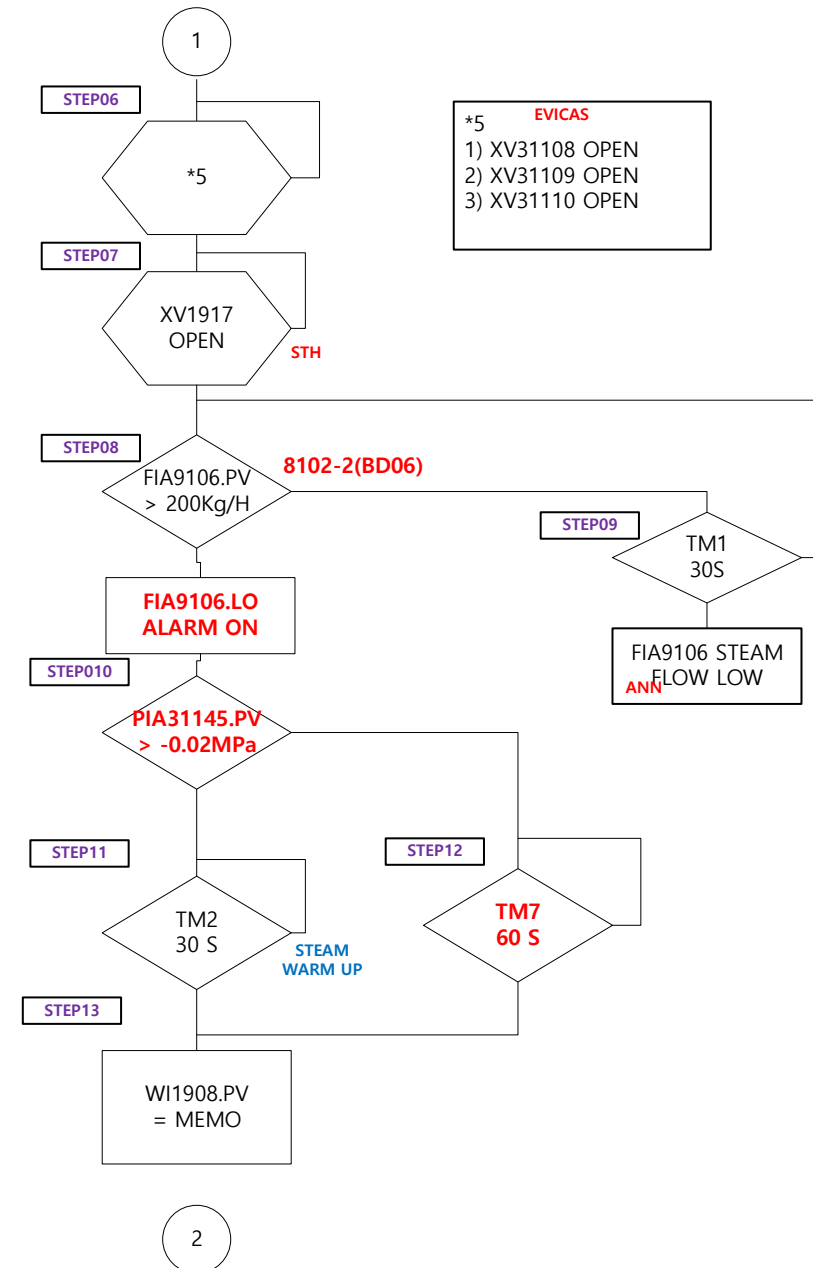 1
STEP06
*5
*5
EVICAS
1) XV31108 OPEN
2) XV31109 OPEN
3) XV31110 OPEN
STEP07
XV1917
OPEN
STH
STEP08
FIA9106.PV
> 200Kg/H
8102-2(BD06)
STEP09
TM1
30S
FIA9106.LO
ALARM ON
FIA9106 STEAM
FLOW LOW
ANN
STEP010
PIA31145.PV
> -0.02MPa
STEP11
TM2
30 S
STEAM
WARM UP
STEP12
TM7
60 S
STEP13
WI1908.PV
= MEMO
2